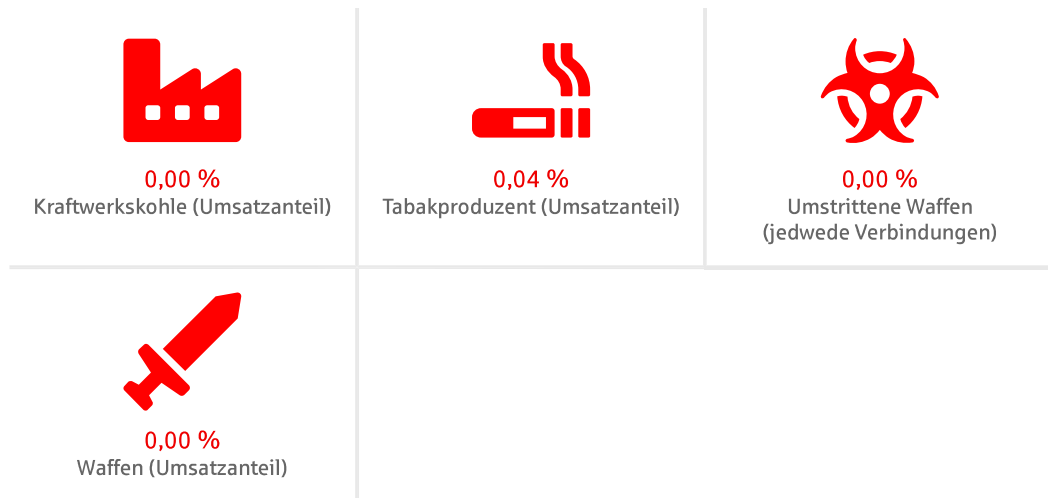 0,00 %
Kraftwerkskohle (Umsatzanteil)
0,04 %
Tabakproduzent (Umsatzanteil)
0,00 %
Umstrittene Waffen
(jedwede Verbindungen)
0,00 %
Waffen (Umsatzanteil)